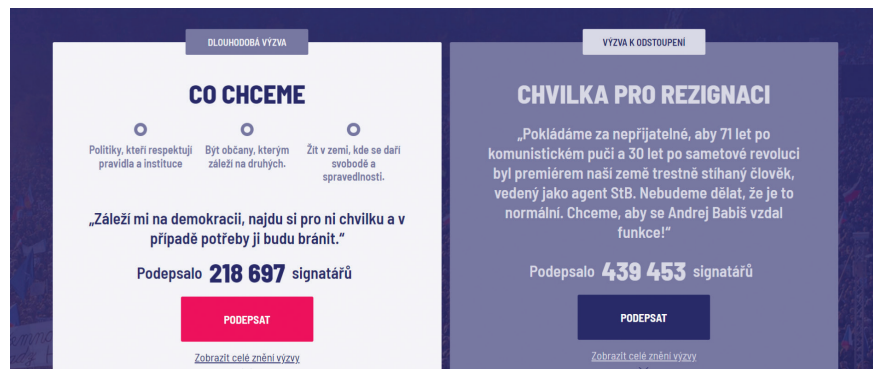 DLOUHODOBÁ VÝZVA
CO CHCEME
Politiky, kteří respektují
pravidla a instituce
Být občany, kterým
záleží na druhých.
Žít v zemi, kde se daří
svobodě a
spravedlnosti.
„Záleží mi na demokracii, najdu si pro ni chvilku a v
případě potřeby ji budu bránit.“
Podepsalo 218 697 signatářů
PODEPSAT
Zobrazit celé znění výzvy
VÝZVA K ODSTOUPENÍ
CHVILKA PRO REZIGNACI
„Pokládáme za nepřijatelné, aby 71 let po
komunistickém puči a 30 let po sametové revoluci
byl premiérem naší země trestně stíhaný člověk,
vedený jako agent StB. Nebudeme dělat, že je to
normální. Chceme, aby se Andrej Babiš vzdal
funkce!“
Podepsalo 439 453 signatářů
PODEPSAT
Zobrazit celé znění výzvy